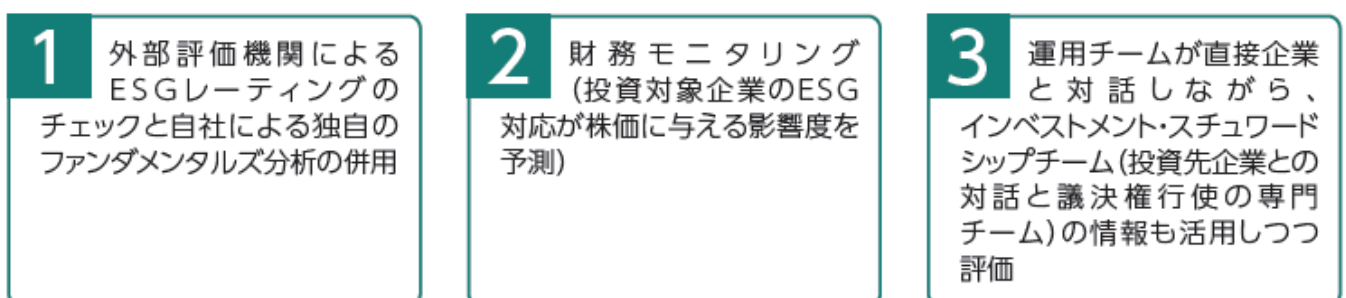 1
外部評価機関による
ESGレーティングの
チェックと自社による独自の
ファンダメンタルズ分析の併用
2
財務モニタリング
(投資対象企業のESG
対応が株価に与える影響度を
予測)
3
運用チームが直接企業
と対話しながら、
インベストメント・スチュワード
シップチーム(投資先企業との
対話と議決権行使の専門
チーム)の情報も活用しつつ
評価